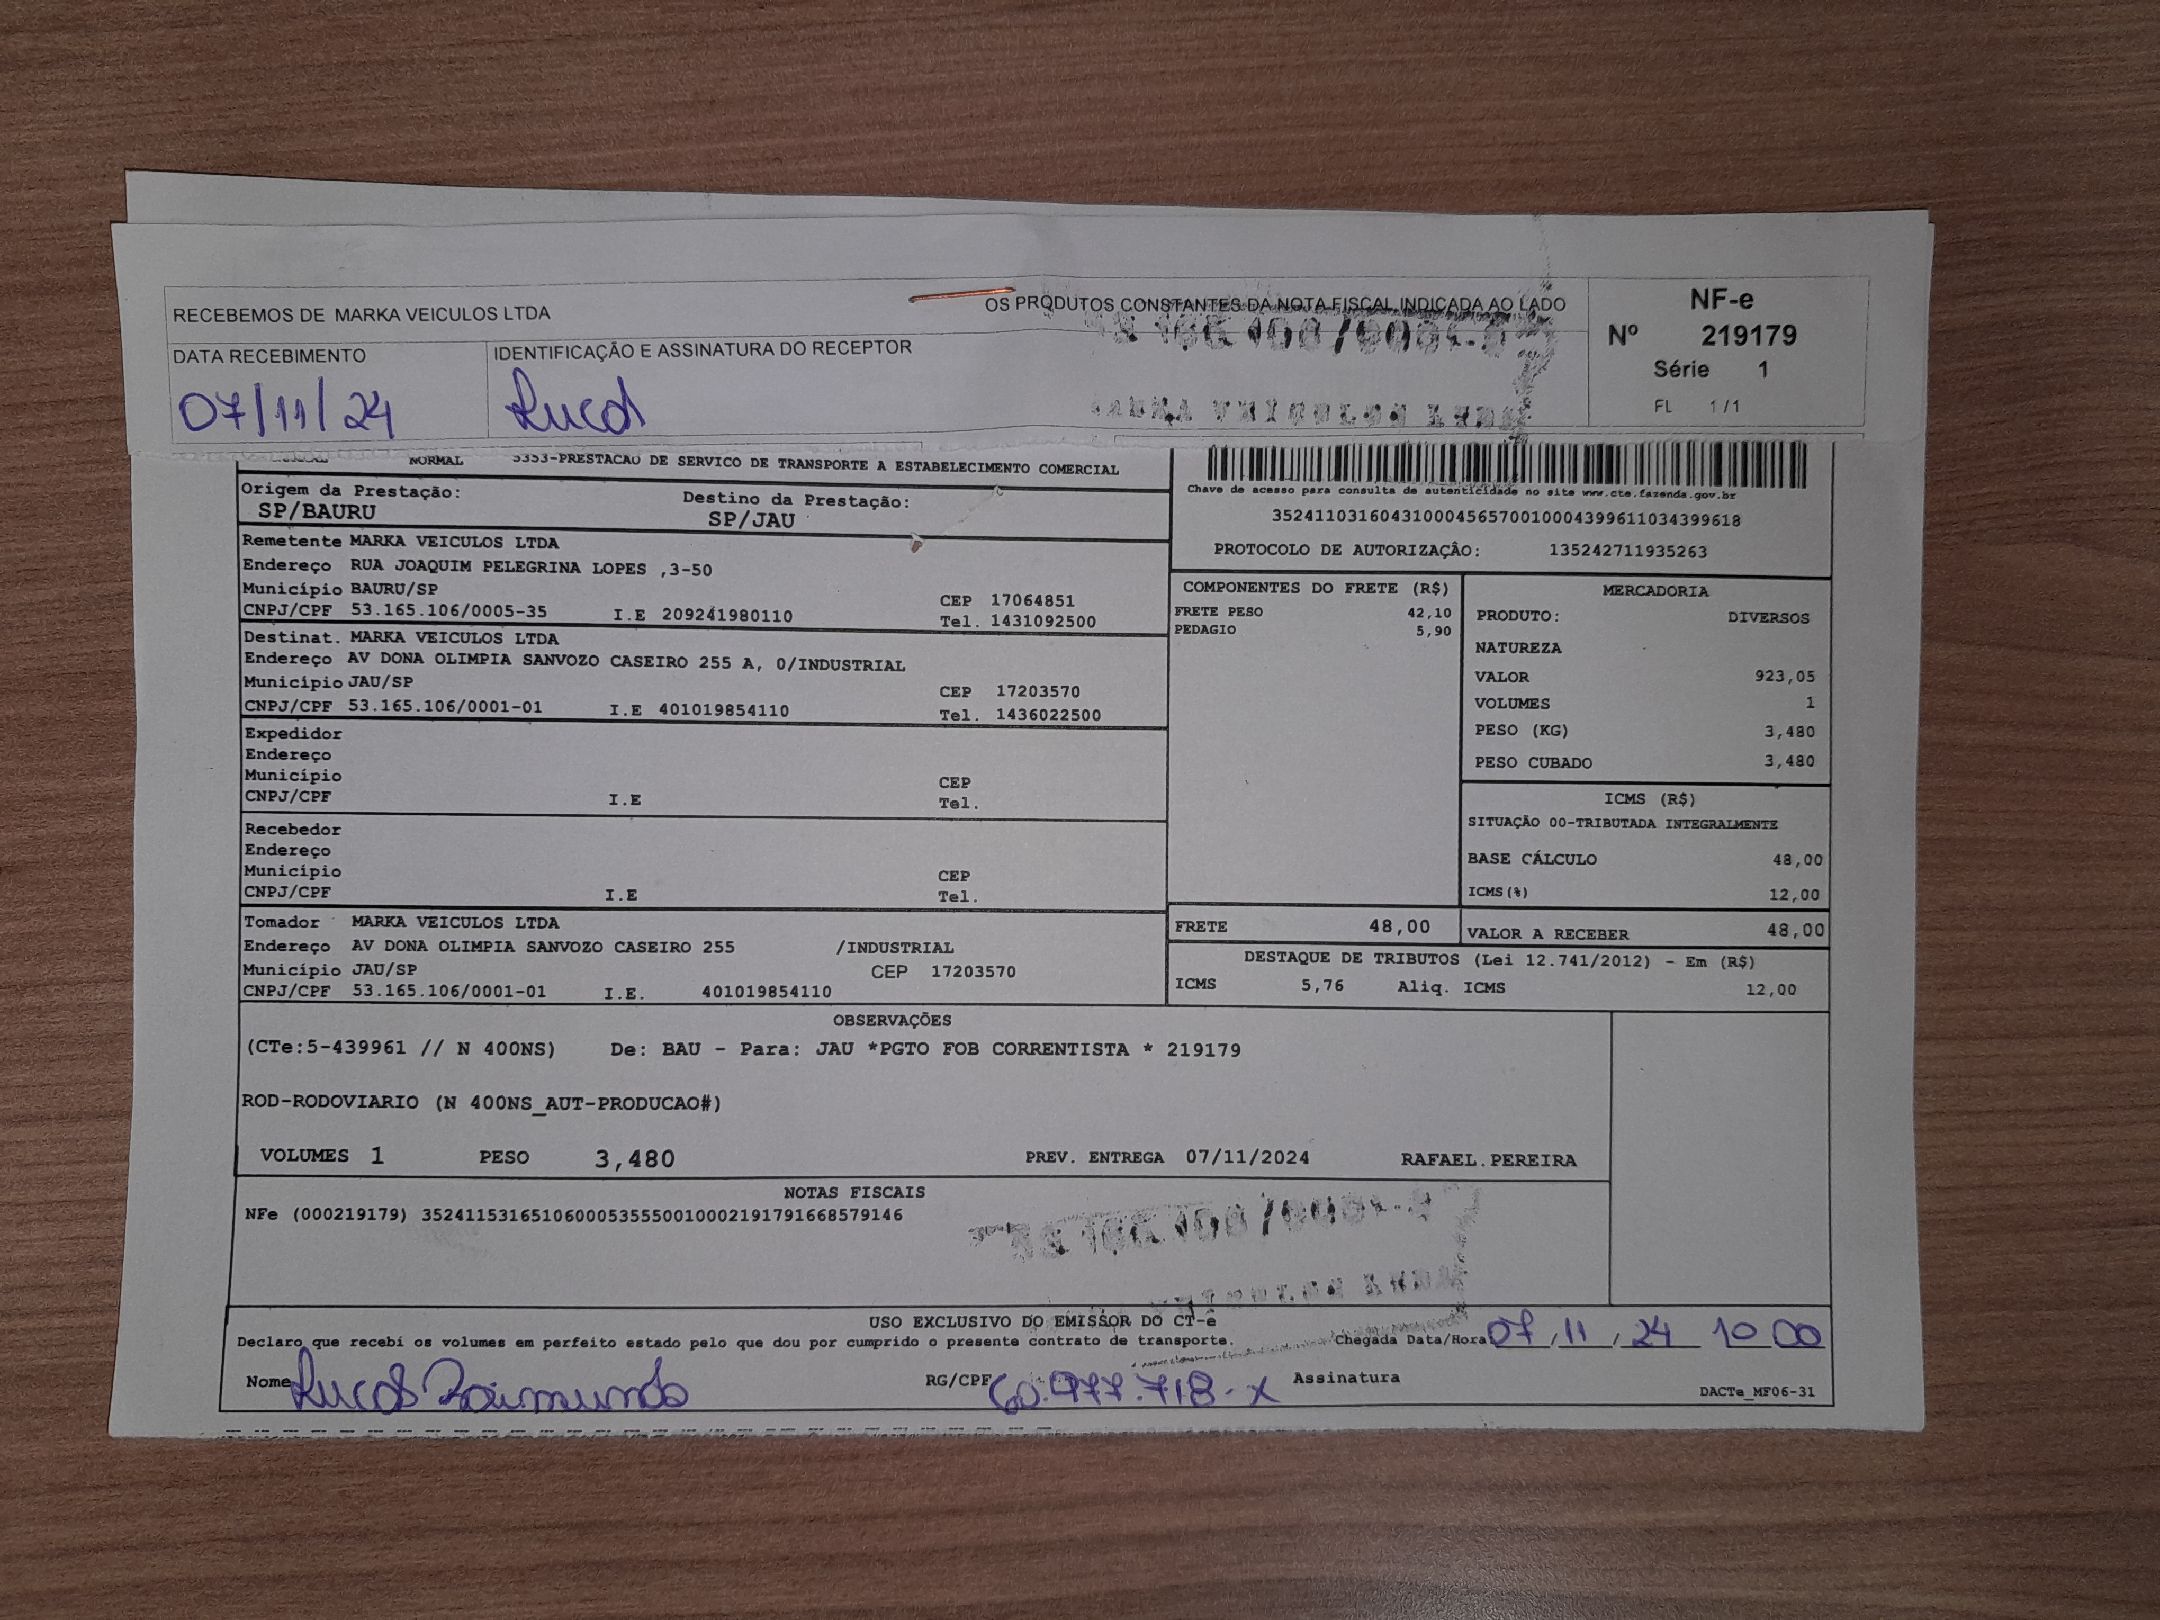 RECEBEMOS DE MARKA VEICULOS LTDA OS PRODUTOS CONSTANTES DA NOTA FISCAL INDICADA AO LADO
DATA RECEBIMENTO IDENTIFICAÇÃO E ASSINATURA DO RECEPTOR
07/11/24 Lucas
NF-e
Nº 219179
Série 1
FL 1/1
NORMAL 5353-PRESTACAO DE SERVICO DE TRANSPORTE A ESTABELECIMENTO COMERCIAL
Origem da Prestação: Destino da Prestação:
SP/BAURU SP/JAU
Chave de acesso para consulta de autenticidade no site www.cte.fazenda.gov.br
35241103160431000456570010004399611034399618
PROTOCOLO DE AUTORIZAÇÂO: 135242711935263
Remetente MARKA VEICULOS LTDA
Endereço RUA JOAQUIM PELEGRINA LOPES ,3-50
Município BAURU/SP CEP 17064851
CNPJ/CPF 53.165.106/0005-35 I.E 209241980110 Tel. 1431092500
Destinat. MARKA VEICULOS LTDA
Endereço AV DONA OLIMPIA SANVOZO CASEIRO 255 A, 0/INDUSTRIAL
Município JAU/SP CEP 17203570
CNPJ/CPF 53.165.106/0001-01 I.E 401019854110 Tel. 1436022500
Expedidor
Endereço
Município CEP
CNPJ/CPF I.E Tel.
Recebedor
Endereço
Município CEP
CNPJ/CPF I.E Tel.
Tomador MARKA VEICULOS LTDA
Endereço AV DONA OLIMPIA SANVOZO CASEIRO 255 /INDUSTRIAL
Município JAU/SP CEP 17203570
CNPJ/CPF 53.165.106/0001-01 I.E. 401019854110
COMPONENTES DO FRETE (R$)
FRETE PESO 42,10
PEDAGIO 5,90
MERCADORIA
PRODUTO: DIVERSOS
NATUREZA
VALOR 923,05
VOLUMES 1
PESO (KG) 3,480
PESO CUBADO 3,480
ICMS (R$)
SITUAÇÃO 00-TRIBUTADA INTEGRALMENTE
BASE CÁLCULO 48,00
ICMS(%) 12,00
FRETE 48,00 VALOR A RECEBER 48,00
DESTAQUE DE TRIBUTOS (Lei 12.741/2012) - Em (R$)
ICMS 5,76 Aliq. ICMS 12,00
OBSERVAÇÕES
(CTe:5-439961 // N 400NS) De: BAU - Para: JAU *PGTO FOB CORRENTISTA * 219179
ROD-RODOVIARIO (N 400NS_AUT-PRODUCAO#)
VOLUMES 1 PESO 3,480 PREV. ENTREGA 07/11/2024 RAFAEL.PEREIRA
NOTAS FISCAIS
NFe (000219179) 35241153165106000535550010002191791668579146
USO EXCLUSIVO DO EMISSOR DO CT-e
Declaro que recebi os volumes em perfeito estado pelo que dou por cumprido o presente contrato de transporte. Chegada Data/Hora 07/11/24 10 00
Nome Lucas Raimundo RG/CPF 60.977.718-X Assinatura
DACTe_MF06-31